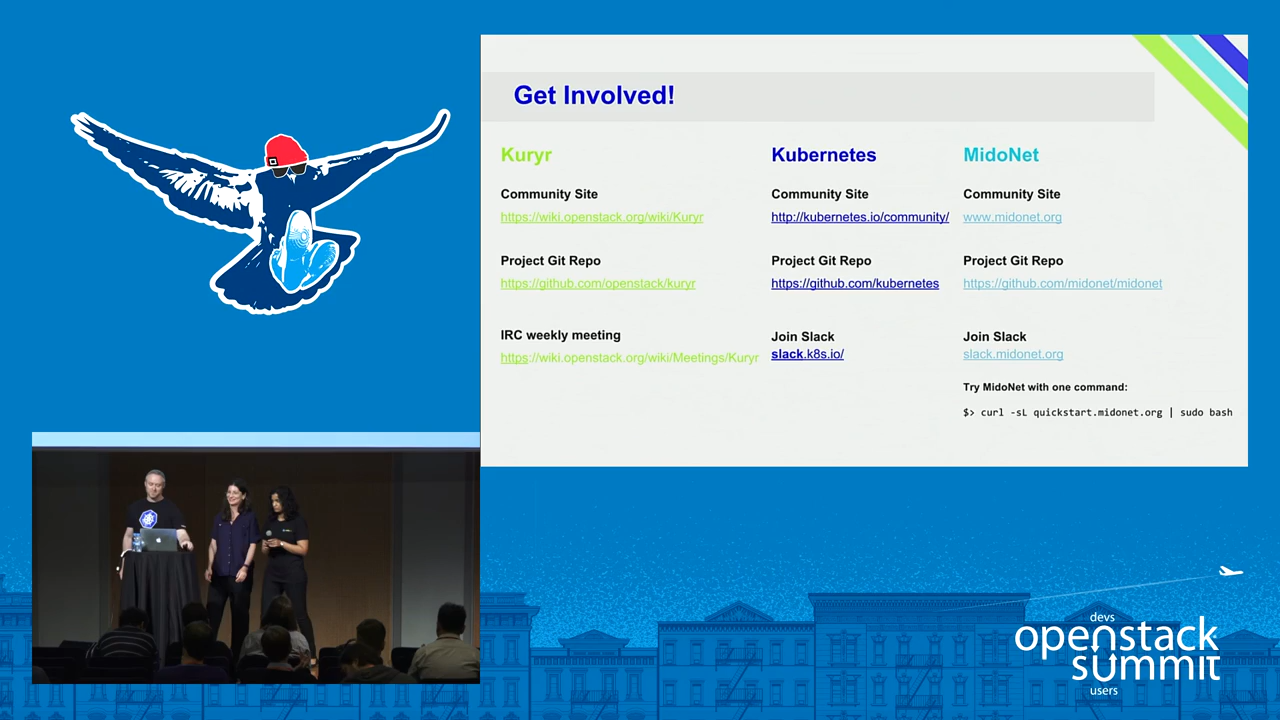 Get Involved!
Kuryr
Community Site
https://wiki.openstack.org/wiki/Kuryr
Project Git Repo
https://github.com/openstack/kuryr
IRC weekly meeting
https://wiki.openstack.org/wiki/Meetings/Kuryr
Kubernetes
Community Site
http://kubernetes.io/community/
Project Git Repo
https://github.com/kubernetes
Join Slack
slack.k8s.io/
MidoNet
Community Site
www.midonet.org
Project Git Repo
https://github.com/midonet/midonet
Join Slack
slack.midonet.org
Try MidoNet with one command:
$> curl -sL quickstart.midonet.org | sudo bash
devs
openstack
summit
users